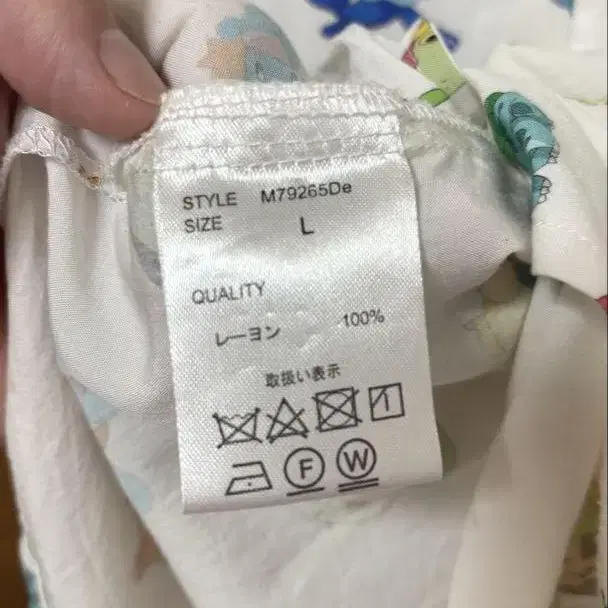 STYLE M79265De
SIZE L
QUALITY
レーヨン 100%
取扱い表示
F W